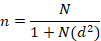 n = N / (1 + N(d²))